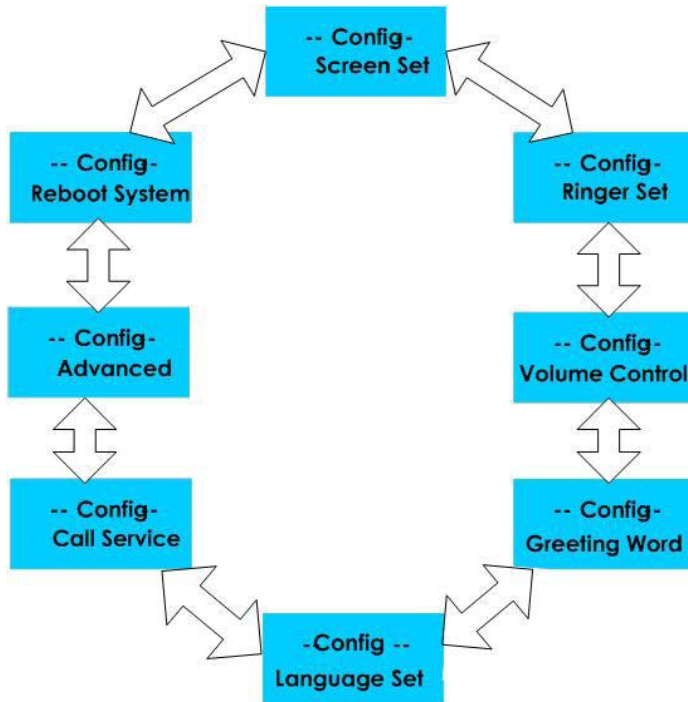 -- Config-
Screen Set
-- Config-
Reboot System
-- Config-
Ringer Set
-- Config-
Advanced
-- Config-
Volume Control
-- Config-
Call Service
-- Config-
Greeting Word
-Config --
Language Set